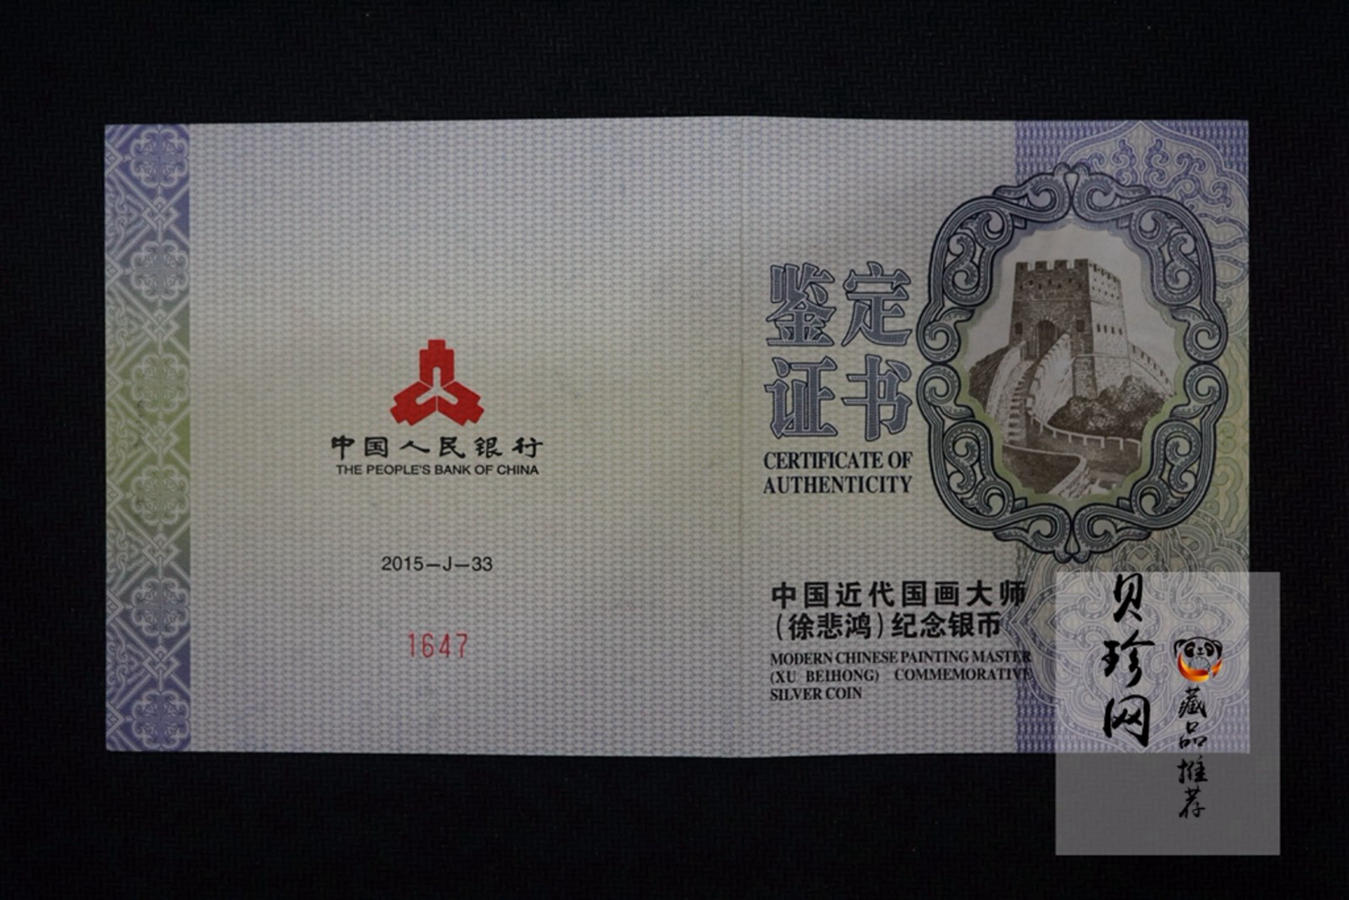 中国人民银行
THE PEOPLE'S BANK OF CHINA
2015—J—33
1647
鉴定
证书
CERTIFICATE OF
AUTHENTICITY
中国近代国画大师
(徐悲鸿)纪念银币
MODERN CHINESE PAINTING MASTER
(XU BEIHONG) COMMEMORATIVE
SILVER COIN
贝珍网
藏品推荐